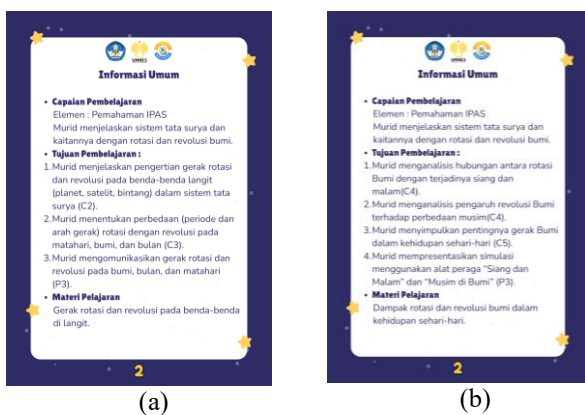 UNNES
Informasi Umum
• Capaian Pembelajaran
Elemen : Pemahaman IPAS
Murid menjelaskan sistem tata surya dan
kaitannya dengan rotasi dan revolusi bumi.
• Tujuan Pembelajaran :
1. Murid menjelaskan pengertian gerak rotasi
dan revolusi pada benda-benda langit
(planet, satelit, bintang) dalam sistem tata
surya (C2).
2. Murid menentukan perbedaan (periode dan
arah gerak) rotasi dengan revolusi pada
matahari, bumi, dan bulan (C3).
3. Murid mengomunikasikan gerak rotasi dan
revolusi pada bumi, bulan, dan matahari
(P3).
• Materi Pelajaran
Gerak rotasi dan revolusi pada benda-benda
di langit.
2
(a)
UNNES
Informasi Umum
• Capaian Pembelajaran
Elemen : Pemahaman IPAS
Murid menjelaskan sistem tata surya dan
kaitannya dengan rotasi dan revolusi bumi.
• Tujuan Pembelajaran :
1. Murid menganalisis hubungan antara rotasi
Bumi dengan terjadinya siang dan
malam(C4).
2. Murid menganalisis pengaruh revolusi Bumi
terhadap perbedaan musim(C4).
3. Murid menyimpulkan pentingnya gerak Bumi
dalam kehidupan sehari-hari (C5).
4. Murid mempresentasikan simulasi
menggunakan alat peraga "Siang dan
Malam" dan "Musim di Bumi" (P3).
• Materi Pelajaran
Dampak rotasi dan revolusi bumi dalam
kehidupan sehari-hari.
2
(b)